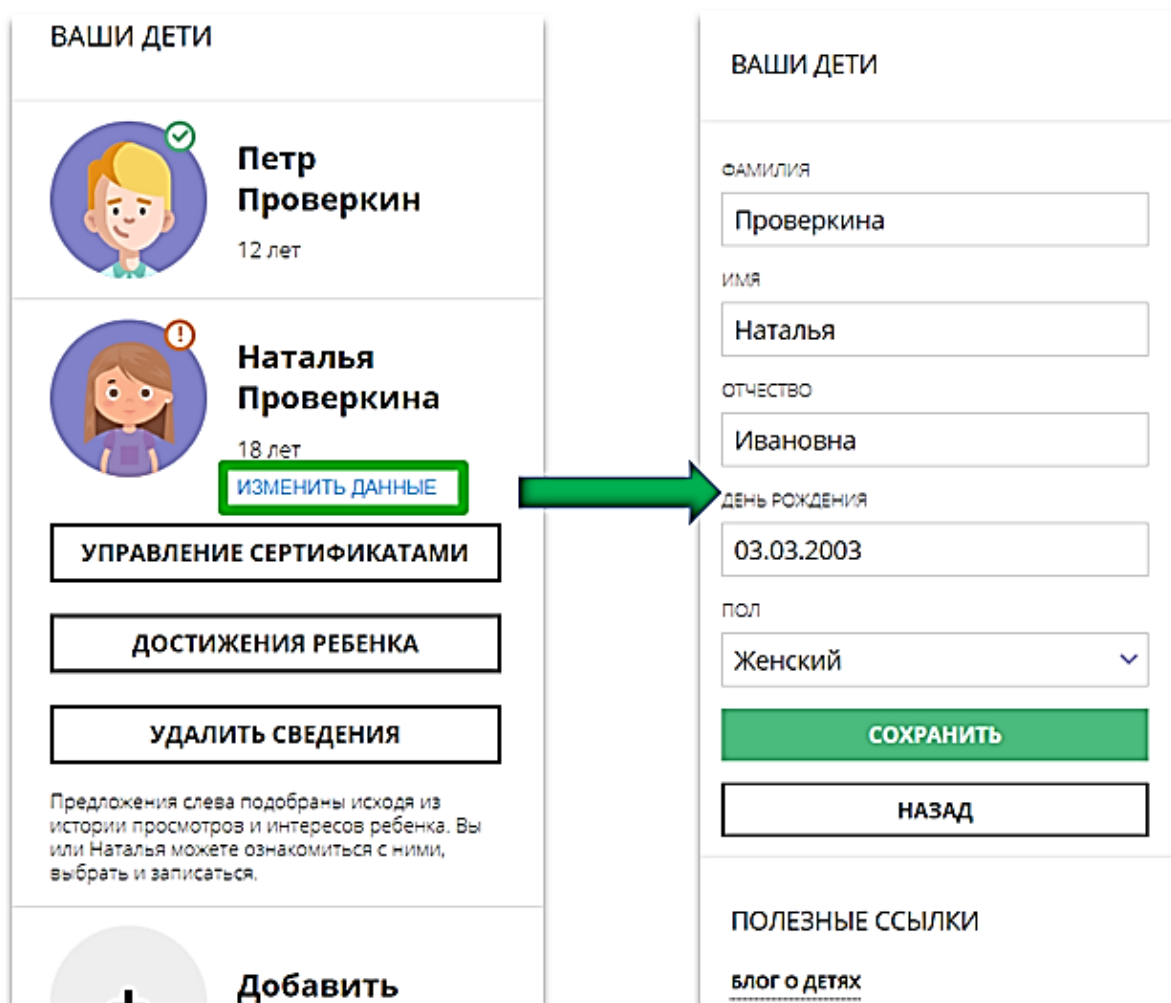 ВАШИ ДЕТИ
Петр
Проверкин
12 лет
Наталья
Проверкина
18 лет
ИЗМЕНИТЬ ДАННЫЕ
УПРАВЛЕНИЕ СЕРТИФИКАТАМИ
ДОСТИЖЕНИЯ РЕБЕНКА
УДАЛИТЬ СВЕДЕНИЯ
Предложения слева подобраны исходя из
истории просмотров и интересов ребенка. Вы
или Наталья можете ознакомиться с ними,
выбрать и записаться.
Добавить
ВАШИ ДЕТИ
ФАМИЛИЯ
Проверкина
ИМЯ
Наталья
ОТЧЕСТВО
Ивановна
ДЕНЬ РОЖДЕНИЯ
03.03.2003
ПОЛ
Женский
СОХРАНИТЬ
НАЗАД
ПОЛЕЗНЫЕ ССЫЛКИ
БЛОГ О ДЕТЯХ